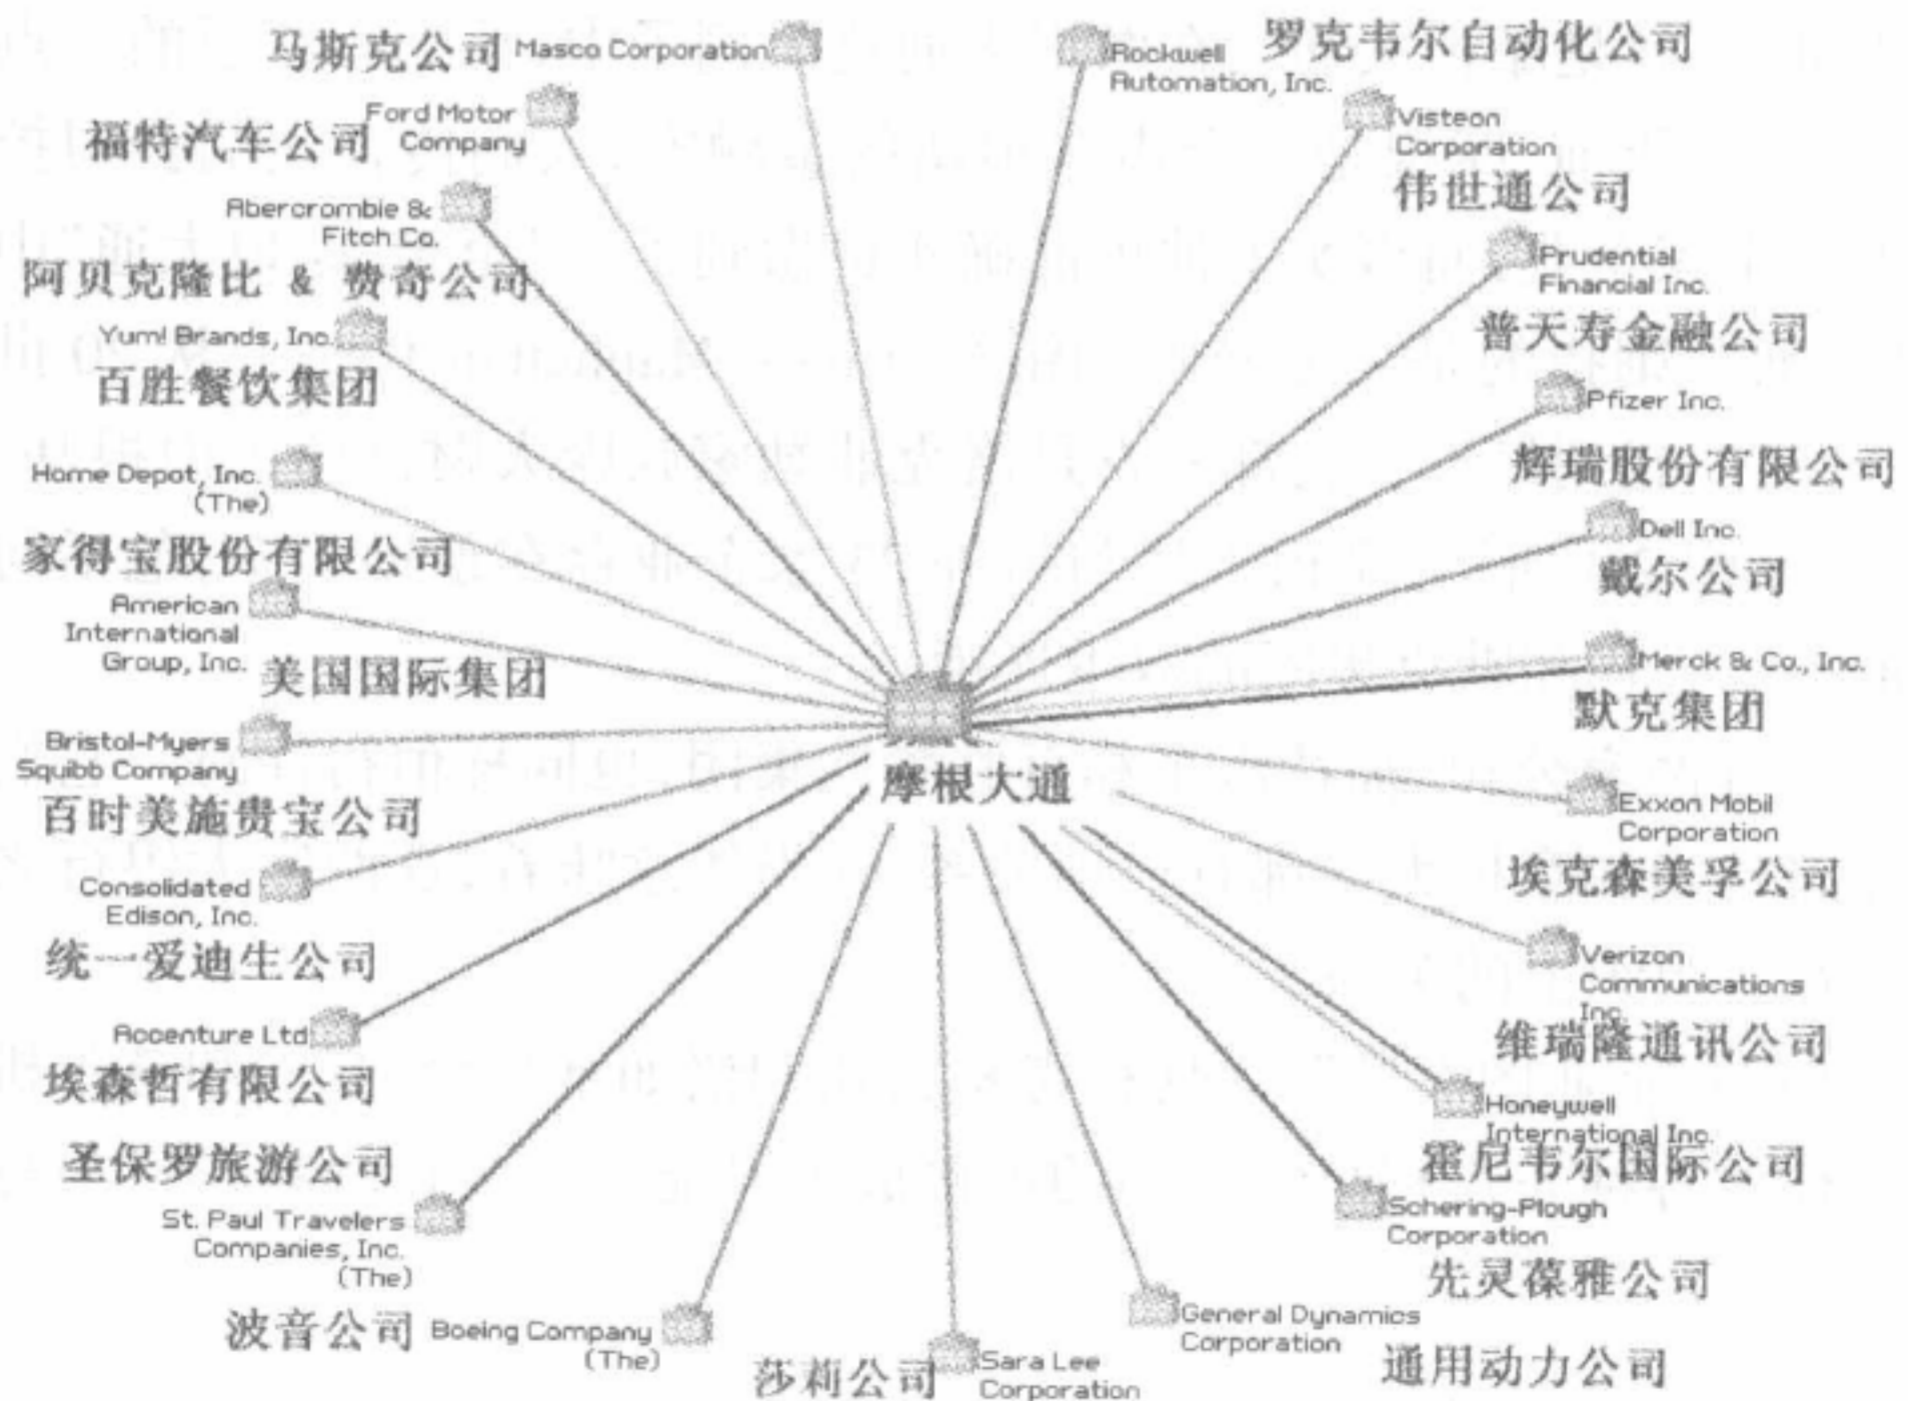 马斯克公司 Masco Corporation
Rockwell
Automation, Inc.
罗克韦尔自动化公司
福特汽车公司
Ford Motor
Company
Visteon
Corporation
伟世通公司
Abercrombie &
Fitch Co.
阿贝克隆比 & 费奇公司
Prudential
Financial Inc.
普天寿金融公司
Yum! Brands, Inc.
百胜餐饮集团
Pfizer Inc.
辉瑞股份有限公司
Home Depot, Inc.
(The)
家得宝股份有限公司
Dell Inc.
戴尔公司
American
International
Group, Inc.
美国国际集团
Merck & Co., Inc.
默克集团
Bristol-Myers
Squibb Company
百时美施贵宝公司
摩根大通
Exxon Mobil
Corporation
埃克森美孚公司
Consolidated
Edison, Inc.
统一爱迪生公司
Verizon
Communications
Inc.
维瑞隆通讯公司
Accenture Ltd
埃森哲有限公司
Honeywell
International Inc.
霍尼韦尔国际公司
圣保罗旅游公司
St. Paul Travelers
Companies, Inc.
(The)
Schering-Plough
Corporation
先灵葆雅公司
波音公司
Boeing Company
(The)
莎莉公司
Sara Lee
Corporation
General Dynamics
Corporation
通用动力公司